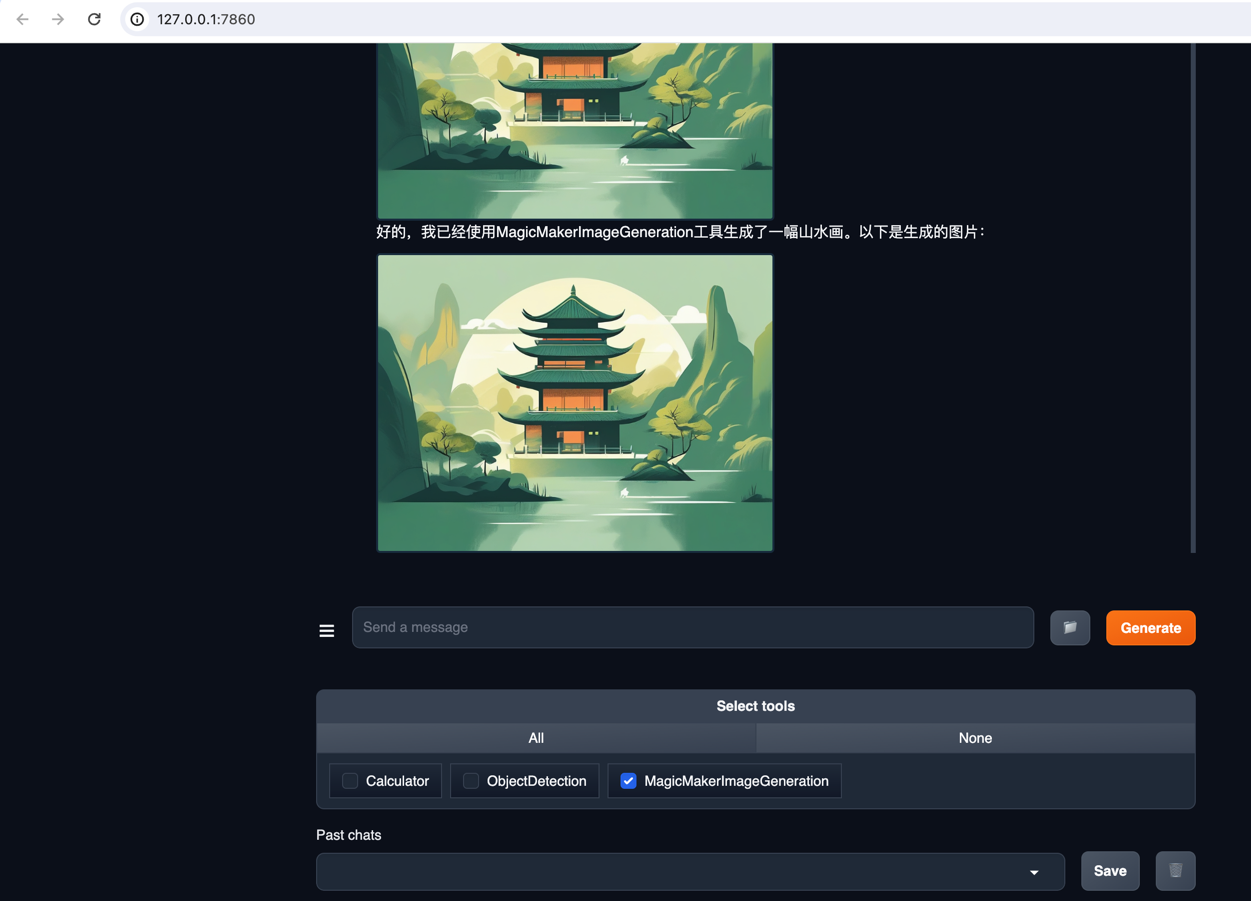 127.0.0.1:7860
好的，我已经使用MagicMakerImageGeneration工具生成了一幅山水画。以下是生成的图片：
Send a message
Generate
Select tools
All
None
Calculator
ObjectDetection
MagicMakerImageGeneration
Past chats
Save